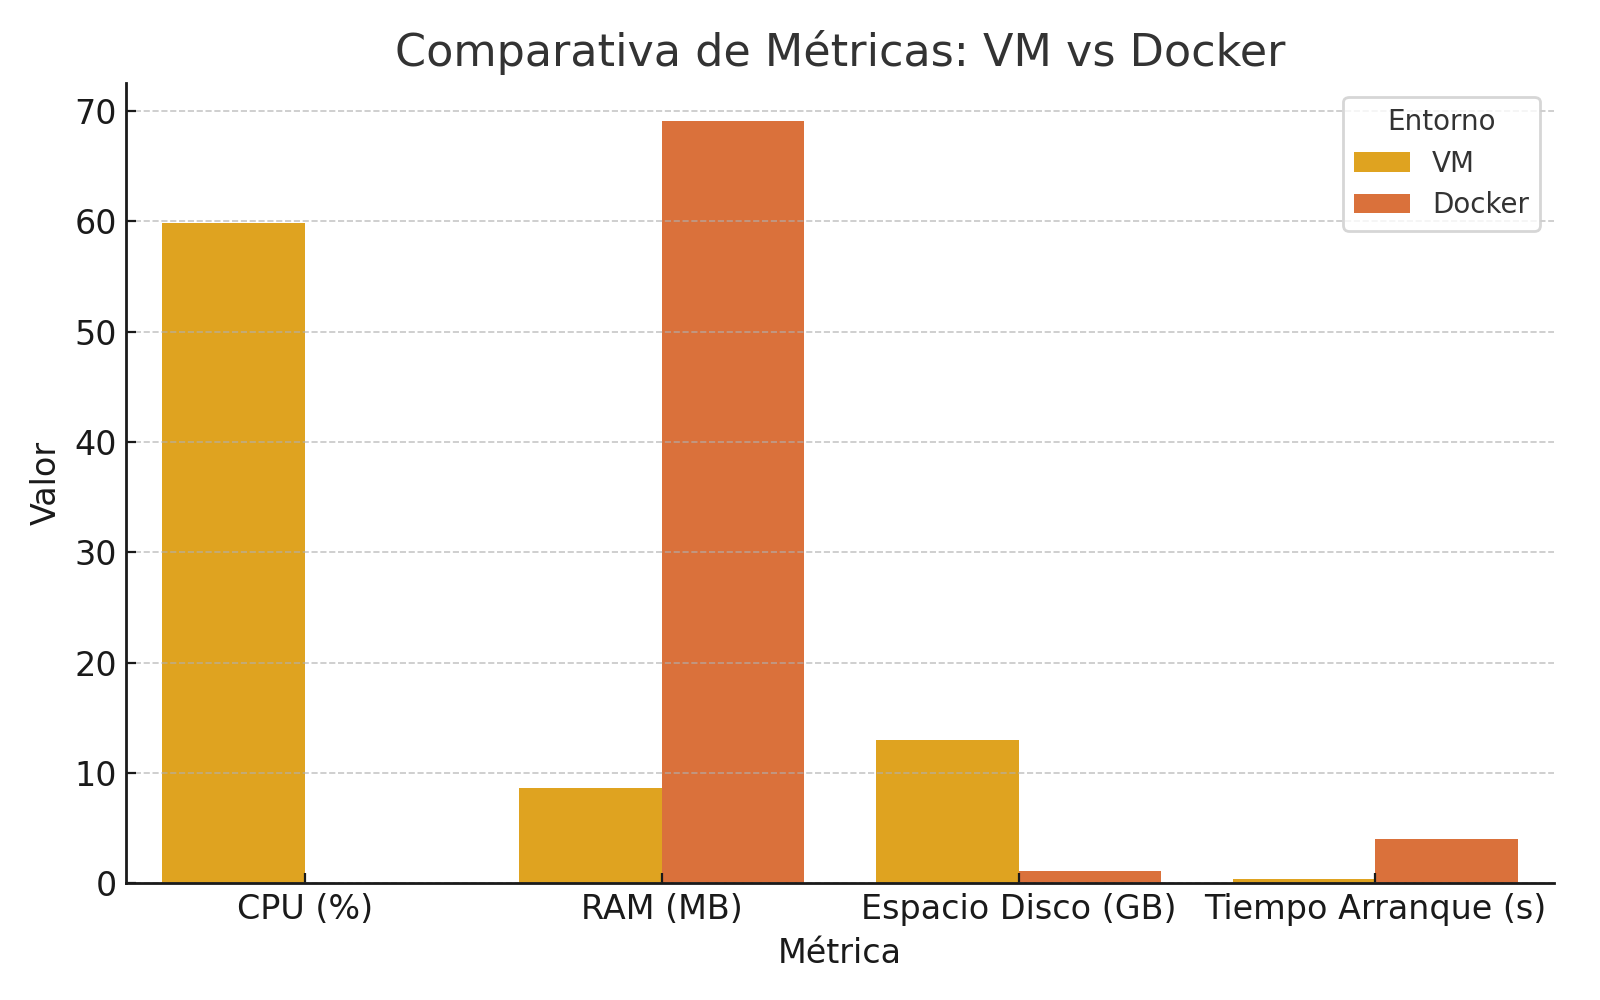 Comparativa de Métricas: VM vs Docker
Entorno
VM
Docker
Valor
70
60
50
40
30
20
10
0
CPU (%)
RAM (MB)
Espacio Disco (GB)
Tiempo Arranque (s)
Métrica